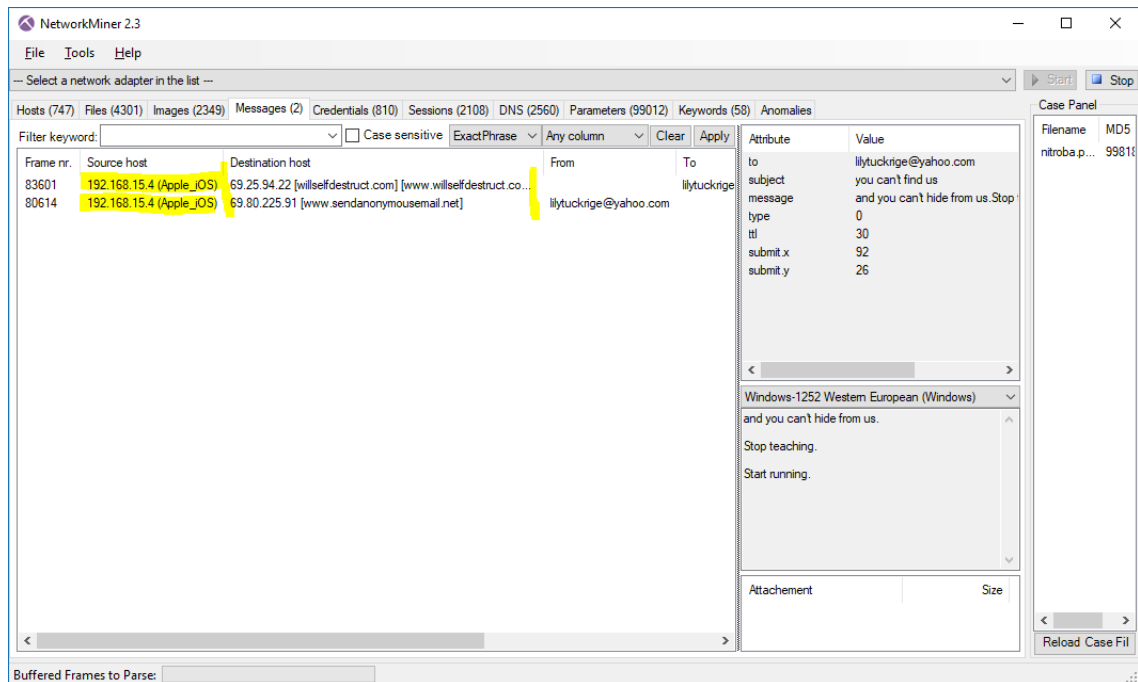 NetworkMiner 2.3
File Tools Help
--- Select a network adapter in the list ---
Start Stop
Hosts (747) Files (4301) Images (2349) Messages (2) Credentials (810) Sessions (2108) DNS (2560) Parameters (99012) Keywords (58) Anomalies
Filter keyword: Case sensitive ExactPhrase Any column Clear Apply
Frame nr. Source host Destination host From To
83601 192.168.15.4 (Apple_iOS) 69.25.94.22 [willselfdestruct.com] [www.willselfdestruct.co... lilytuckrige
80614 192.168.15.4 (Apple_iOS) 69.80.225.91 [www.sendanonymousemail.net] lilytuckrige@yahoo.com
Attribute Value
to lilytuckrige@yahoo.com
subject you can't find us
message and you can't hide from us.Stop
type 0
ttl 30
submit.x 92
submit.y 26
Windows-1252 Western European (Windows)
and you can't hide from us.
Stop teaching.
Start running.
Attachement Size
Case Panel
Filename MD5
nitroba.p... 9981
Reload Case Fil
Buffered Frames to Parse: